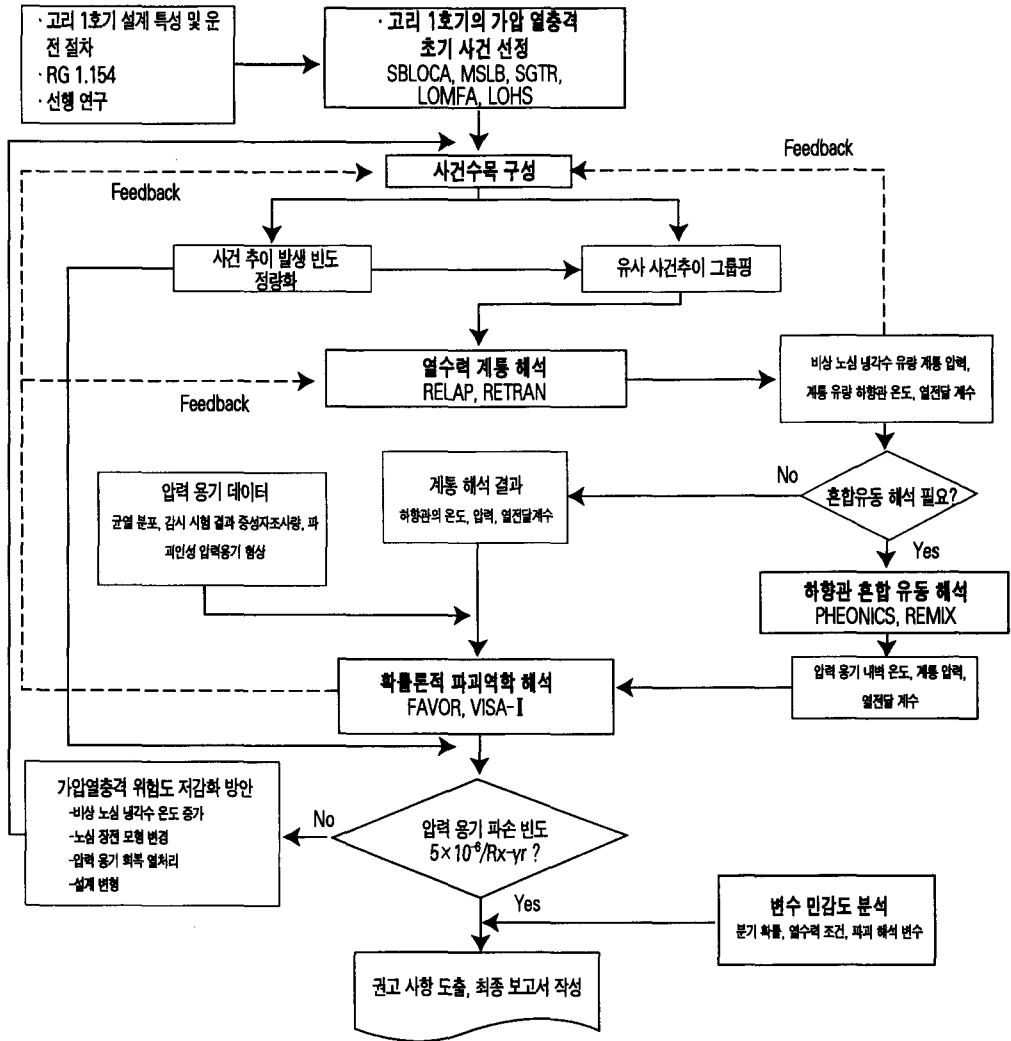 · 고리 1호기 설계 특성 및 운
전 절차
· RG 1.154
· 선행 연구
· 고리 1호기의 가압 열충격
초기 사건 선정
SBLOCA, MSLB, SGTR,
LOMFA, LOHS
Feedback
사건수목 구성
Feedback
사건 추이 발생 빈도
정량화
유사 사건추이 그룹핑
열수력 계통 해석
RELAP, RETRAN
Feedback
비상 노심 냉각수 유량 계통 압력,
계통 유량 하향관 온도, 열전달 계수
압력 용기 데이터
균열 분포, 감시 시험 결과 중성자조사량, 파
괴인성 압력용기 형상
계통 해석 결과
하향관의 온도, 압력, 열전달계수
No
혼합유동 해석 필요?
Yes
하향관 혼합 유동 해석
PHEONICS, REMIX
확률론적 파괴역학 해석
FAVOR, VISA-Ⅱ
압력 용기 내벽 온도, 계통 압력,
열전달 계수
가압열충격 위험도 저감화 방안
-비상 노심 냉각수 온도 증가
-노심 장전 모형 변경
-압력 용기 회복 열처리
-설계 변형
No
압력 용기 파손 빈도
5×10⁻⁶/Rx-yr ?
Yes
변수 민감도 분석
분기 확률, 열수력 조건, 파괴 해석 변수
권고 사항 도출, 최종 보고서 작성